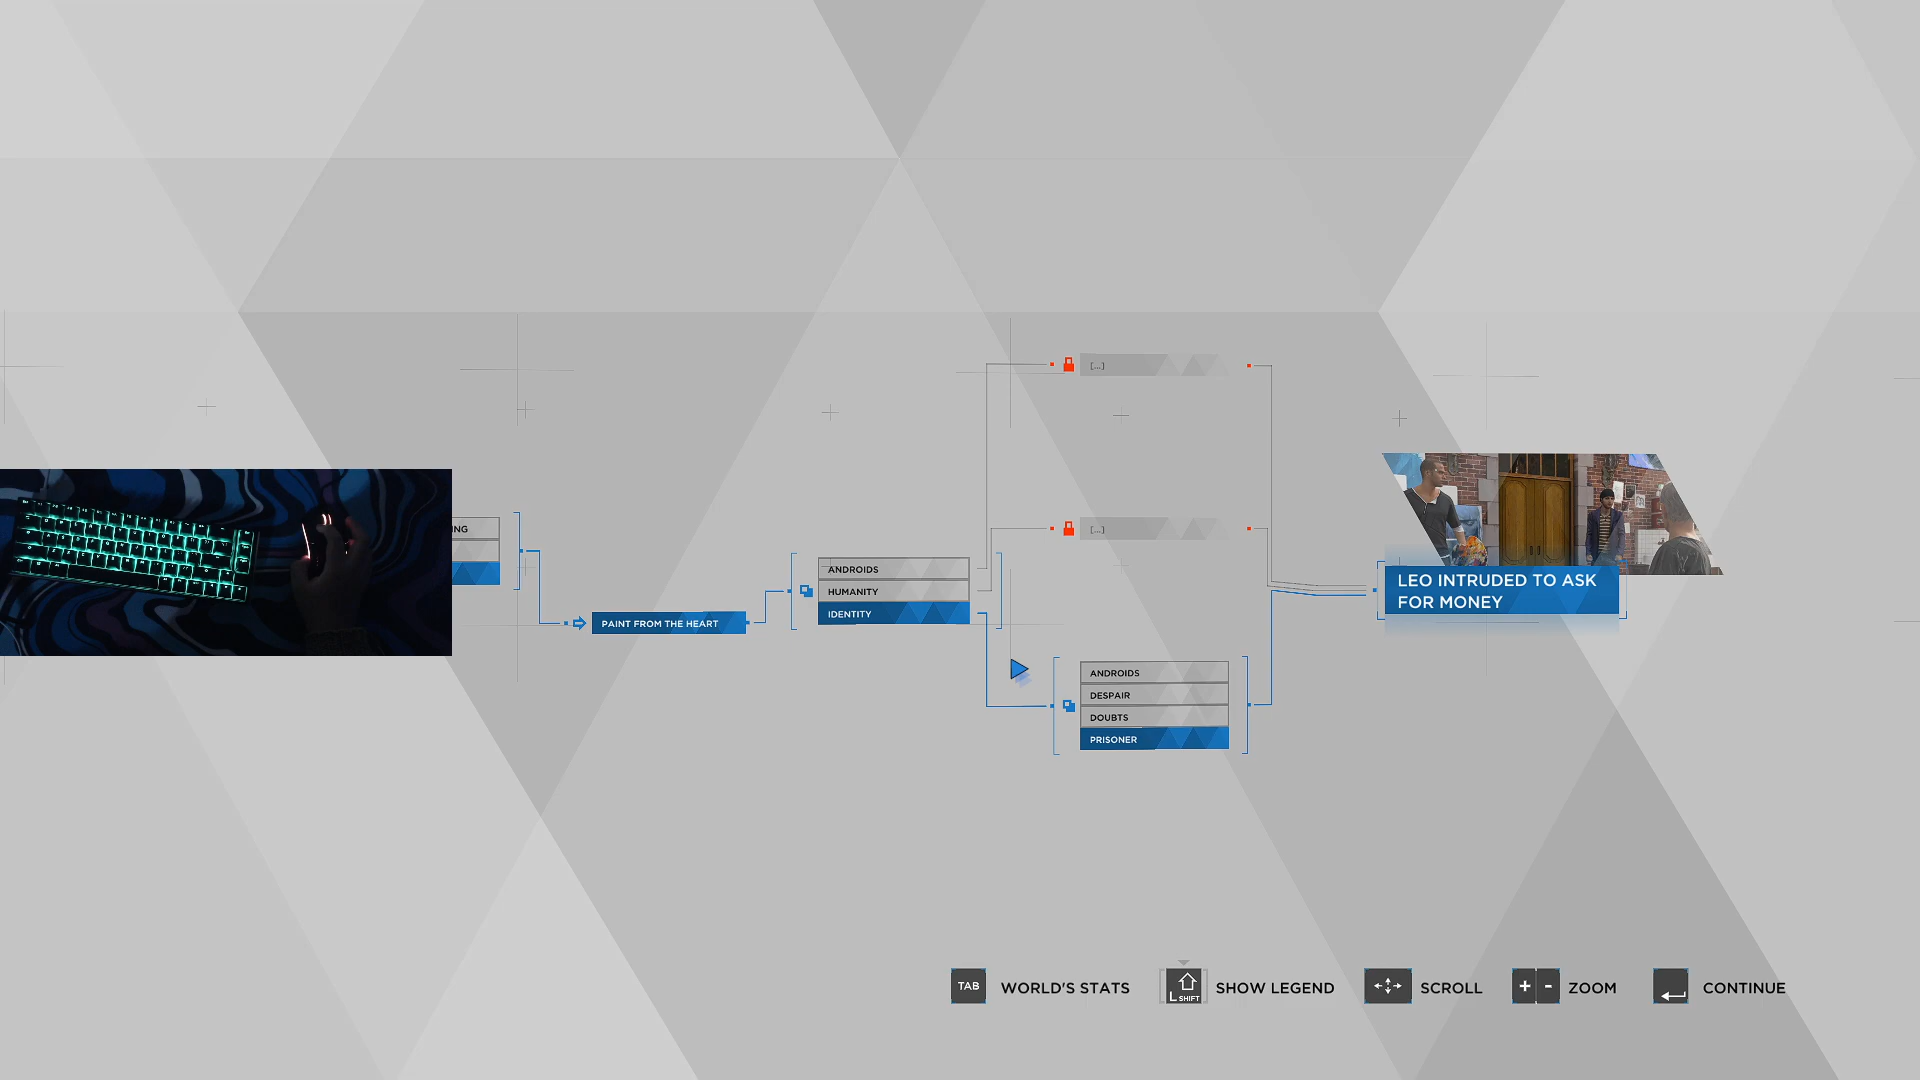 [...]
[...]
ING
PAINT FROM THE HEART
ANDROIDS
HUMANITY
IDENTITY
ANDROIDS
DESPAIR
DOUBTS
PRISONER
LEO INTRUDED TO ASK
FOR MONEY
TAB WORLD'S STATS
L SHIFT SHOW LEGEND
SCROLL
+ - ZOOM
CONTINUE